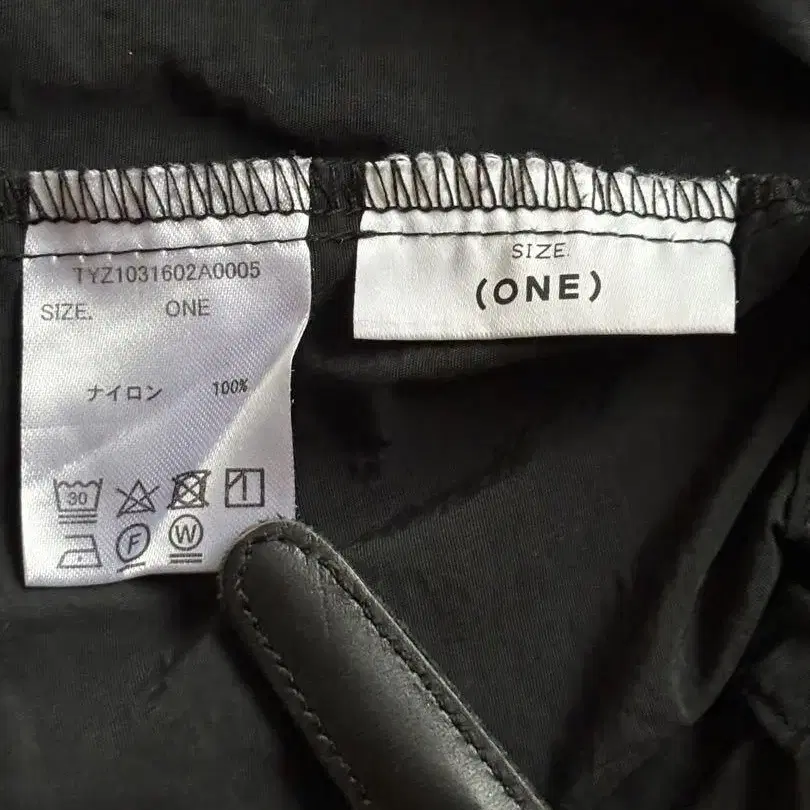 TYZ1031602A0005
SIZE. ONE
ナイロン 100%
30
F
W
SIZE.
(ONE)